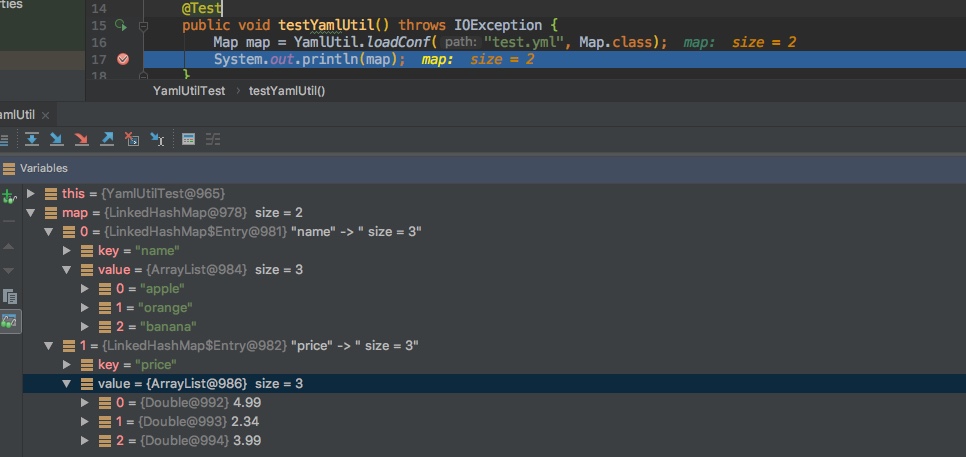 rties
14 @Test
15 public void testYamlUtil() throws IOException {
16 Map map = YamlUtil.loadConf( path: "test.yml", Map.class); map: size = 2
17 System.out.println(map); map: size = 2
18 }
YamlUtilTest › testYamlUtil()
amlUtil ×
Variables
this = {YamlUtilTest@965}
map = {LinkedHashMap@978} size = 2
0 = {LinkedHashMap$Entry@981} "name" -> " size = 3"
key = "name"
value = {ArrayList@984} size = 3
0 = "apple"
1 = "orange"
2 = "banana"
1 = {LinkedHashMap$Entry@982} "price" -> " size = 3"
key = "price"
value = {ArrayList@986} size = 3
0 = {Double@992} 4.99
1 = {Double@993} 2.34
2 = {Double@994} 3.99